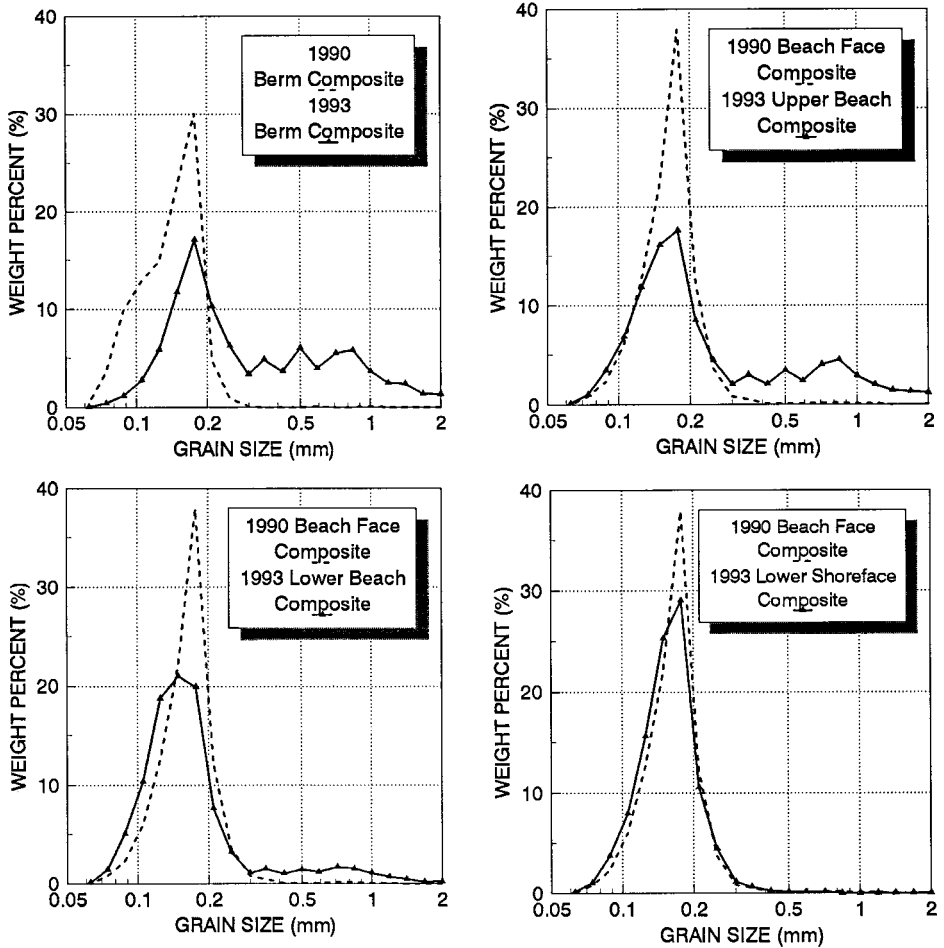 40
30
20
10
0
WEIGHT PERCENT (%)
1990
Berm Composite
1993
Berm Composite
0.05 0.1 0.2 0.5 1 2
GRAIN SIZE (mm)
40
30
20
10
0
WEIGHT PERCENT (%)
1990 Beach Face
Composite
1993 Upper Beach
Composite
0.05 0.1 0.2 0.5 1 2
GRAIN SIZE (mm)
40
30
20
10
0
WEIGHT PERCENT (%)
1990 Beach Face
Composite
1993 Lower Beach
Composite
0.05 0.1 0.2 0.5 1 2
GRAIN SIZE (mm)
40
30
20
10
0
WEIGHT PERCENT (%)
1990 Beach Face
Composite
1993 Lower Shoreface
Composite
0.05 0.1 0.2 0.5 1 2
GRAIN SIZE (mm)